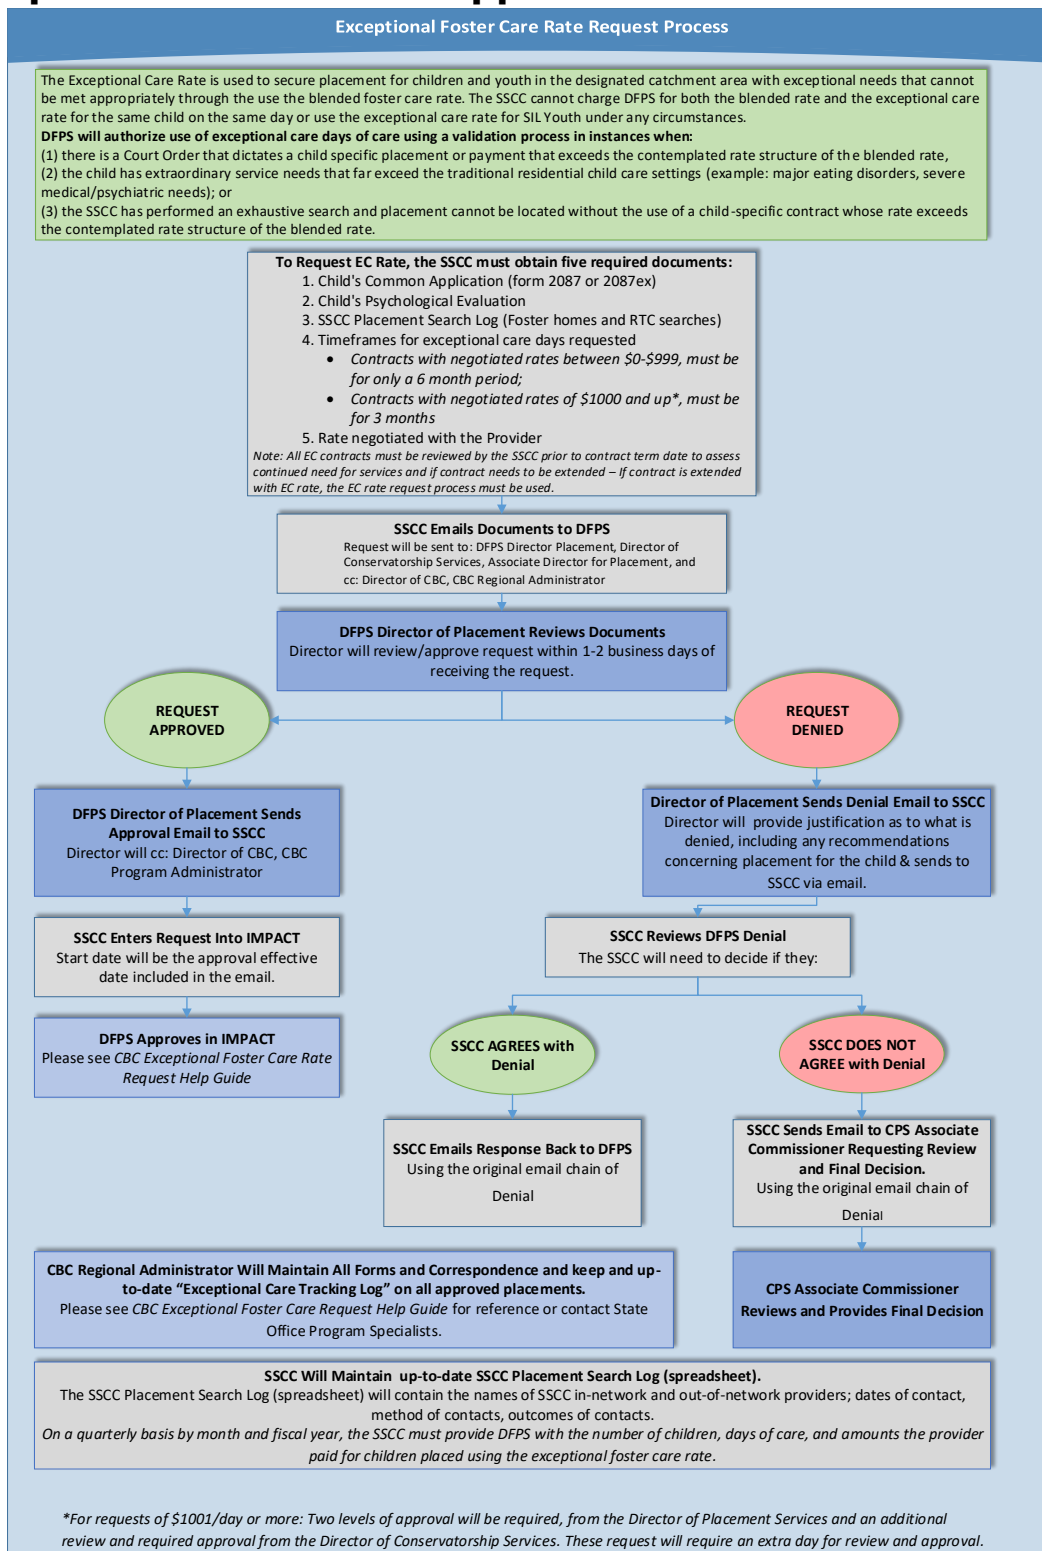 Exceptional Foster Care Rate Request Process
The Exceptional Care Rate is used to secure placement for children and youth in the designated catchment area with exceptional needs that cannot
be met appropriately through the use the blended foster care rate. The SSCC cannot charge DFPS for both the blended rate and the exceptional care
rate for the same child on the same day or use the exceptional care rate for SIL Youth under any circumstances.
DFPS will authorize use of exceptional care days of care using a validation process in instances when:
(1) there is a Court Order that dictates a child specific placement or payment that exceeds the contemplated rate structure of the blended rate,
(2) the child has extraordinary service needs that far exceed the traditional residential child care settings (example: major eating disorders, severe
medical/psychiatric needs); or
(3) the SSCC has performed an exhaustive search and placement cannot be located without the use of a child-specific contract whose rate exceeds
the contemplated rate structure of the blended rate.
To Request EC Rate, the SSCC must obtain five required documents:
1. Child's Common Application (form 2087 or 2087ex)
2. Child's Psychological Evaluation
3. SSCC Placement Search Log (Foster homes and RTC searches)
4. Timeframes for exceptional care days requested
• Contracts with negotiated rates between $0-$999, must be
for only a 6 month period;
• Contracts with negotiated rates of $1000 and up*, must be
for 3 months
5. Rate negotiated with the Provider
Note: All EC contracts must be reviewed by the SSCC prior to contract term date to assess
continued need for services and if contract needs to be extended – If contract is extended
with EC rate, the EC rate request process must be used.
SSCC Emails Documents to DFPS
Request will be sent to: DFPS Director Placement, Director of
Conservatorship Services, Associate Director for Placement, and
cc: Director of CBC, CBC Regional Administrator
DFPS Director of Placement Reviews Documents
Director will review/approve request within 1-2 business days of
receiving the request.
REQUEST
APPROVED
REQUEST
DENIED
DFPS Director of Placement Sends
Approval Email to SSCC
Director will cc: Director of CBC, CBC
Program Administrator
Director of Placement Sends Denial Email to SSCC
Director will provide justification as to what is
denied, including any recommendations
concerning placement for the child & sends to
SSCC via email.
SSCC Enters Request Into IMPACT
Start date will be the approval effective
date included in the email.
SSCC Reviews DFPS Denial
The SSCC will need to decide if they:
DFPS Approves in IMPACT
Please see CBC Exceptional Foster Care Rate
Request Help Guide
SSCC AGREES with
Denial
SSCC DOES NOT
AGREE with Denial
SSCC Emails Response Back to DFPS
Using the original email chain of
Denial
SSCC Sends Email to CPS Associate
Commissioner Requesting Review
and Final Decision.
Using the original email chain of
Denial
CBC Regional Administrator Will Maintain All Forms and Correspondence and keep and up-
to-date “Exceptional Care Tracking Log” on all approved placements.
Please see CBC Exceptional Foster Care Request Help Guide for reference or contact State
Office Program Specialists.
CPS Associate Commissioner
Reviews and Provides Final Decision
SSCC Will Maintain up-to-date SSCC Placement Search Log (spreadsheet).
The SSCC Placement Search Log (spreadsheet) will contain the names of SSCC in-network and out-of-network providers; dates of contact,
method of contacts, outcomes of contacts.
On a quarterly basis by month and fiscal year, the SSCC must provide DFPS with the number of children, days of care, and amounts the provider
paid for children placed using the exceptional foster care rate.
*For requests of $1001/day or more: Two levels of approval will be required, from the Director of Placement Services and an additional
review and required approval from the Director of Conservatorship Services. These request will require an extra day for review and approval.